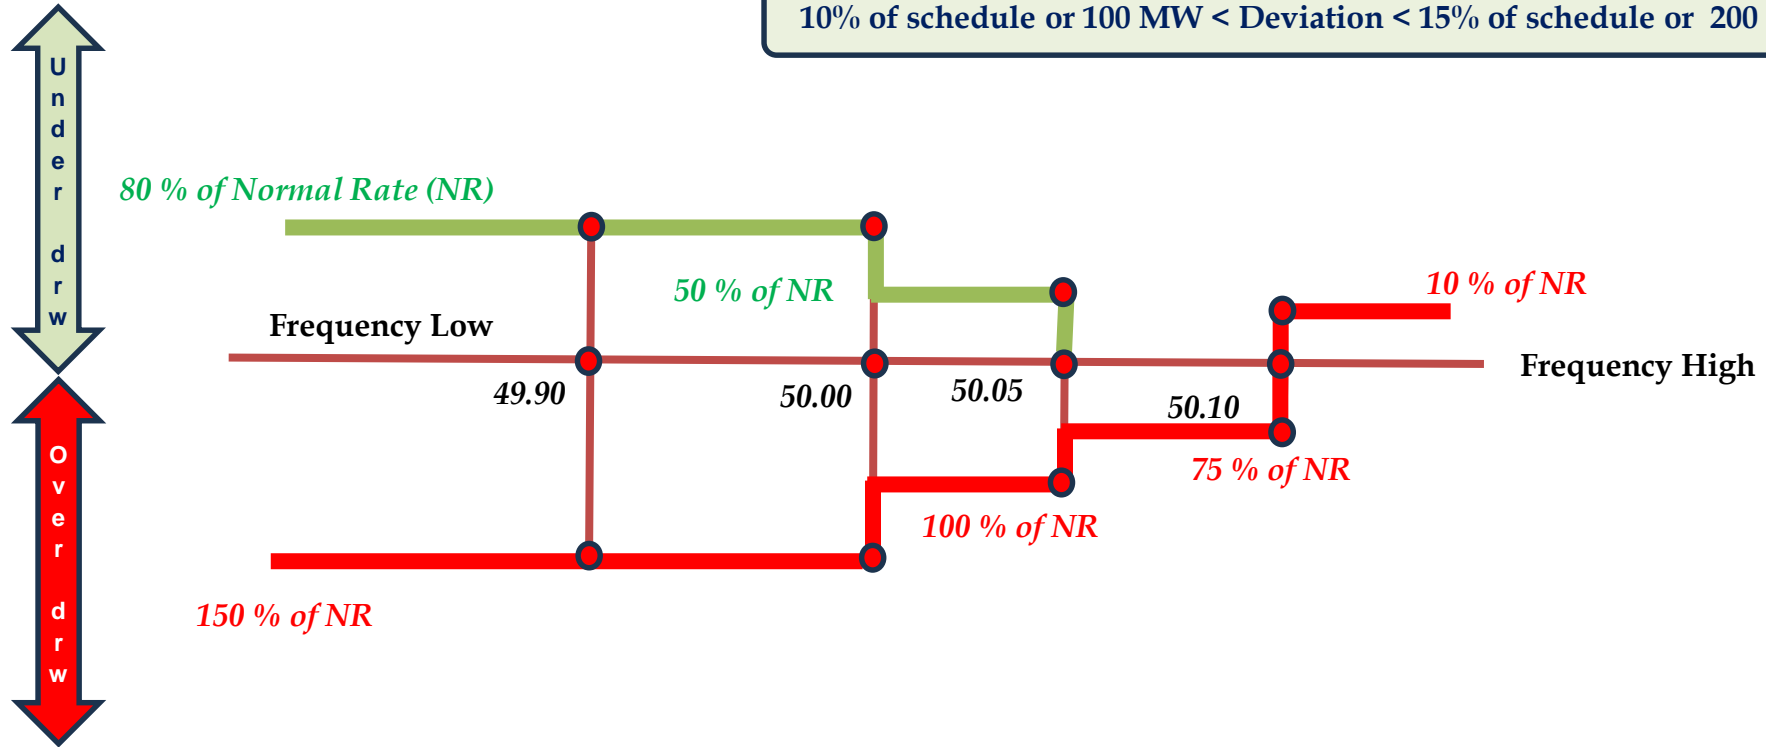 10% of schedule or 100 MW < Deviation < 15% of schedule or 200
Under drw
80 % of Normal Rate (NR)
50 % of NR
10 % of NR
Frequency Low
Frequency High
49.90
50.00
50.05
50.10
75 % of NR
Over drw
100 % of NR
150 % of NR